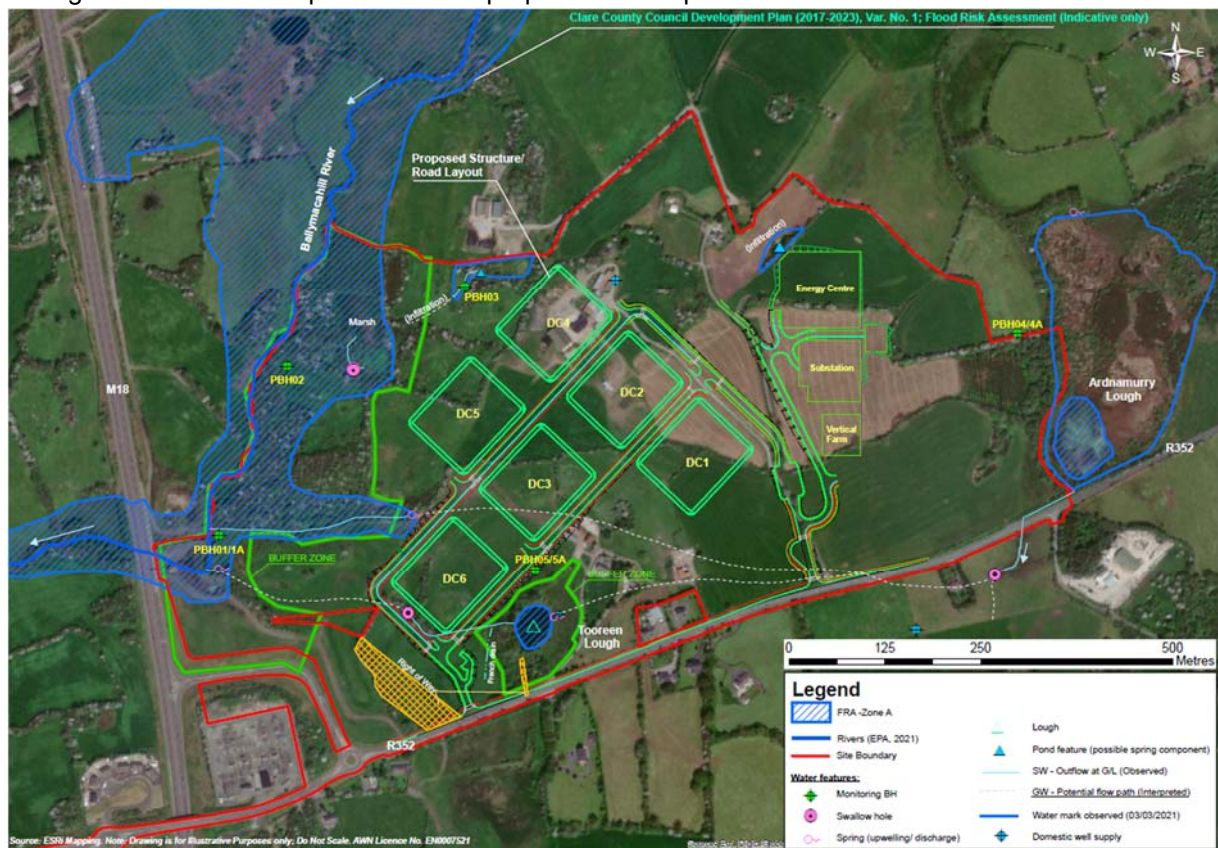 Clare County Council Development Plan (2017-2023), Var. No. 1; Flood Risk Assessment (Indicative only)
N
W E
S
Ballymacahill River
Proposed Structure/
Road Layout
(Infiltration)
Energy Centre
PBH03
(Infiltration)
DC4
Marsh
PBH04/4A
PBH02
Substation
M18
DC2
Ardnamurry
Lough
DC5
Vertical
Farm
R352
DC1
DC3
PBH01/1A
BUFFER ZONE
PBH05/5A
BUFFER ZONE
DC6
Tooreen
Lough
French drain
Right of Way
R352
0 125 250 500
Metres
Legend
FRA -Zone A
Rivers (EPA, 2021)
Site Boundary
Water features:
Monitoring BH
Swallow hole
Spring (upwelling/ discharge)
Lough
Pond feature (possible spring component)
SW - Outflow at G/L (Observed)
GW - Potential flow path (Interpreted)
Water mark observed (03/03/2021)
Domestic well supply
Source: ESRi Mapping. Note: Drawing is for Illustrative Purposes only; Do Not Scale. AWN Licence No. EN0007521